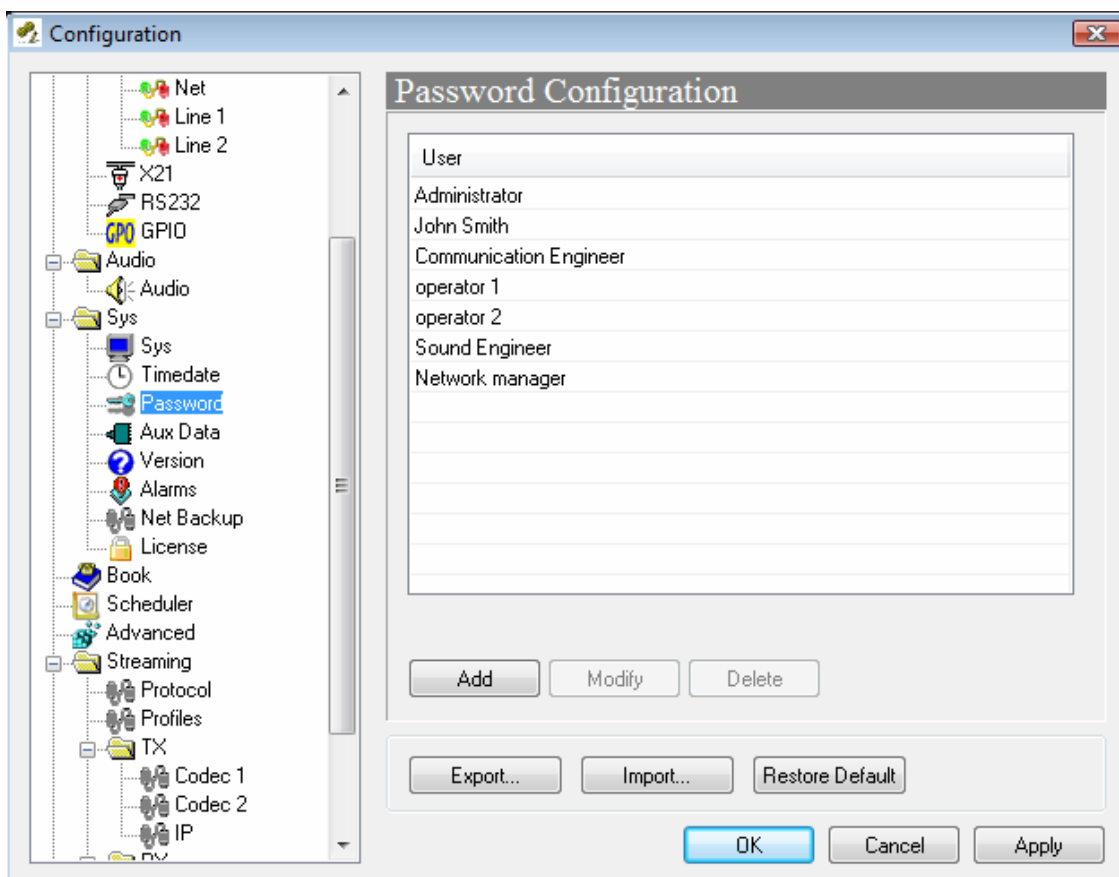 Configuration
Net
Line 1
Line 2
X21
RS232
GPO GPIO
Audio
Audio
Sys
Sys
Timedate
Password
Aux Data
Version
Alarms
Net Backup
License
Book
Scheduler
Advanced
Streaming
Protocol
Profiles
TX
Codec 1
Codec 2
IP
Password Configuration
User
Administrator
John Smith
Communication Engineer
operator 1
operator 2
Sound Engineer
Network manager
Add
Modify
Delete
Export...
Import...
Restore Default
OK
Cancel
Apply